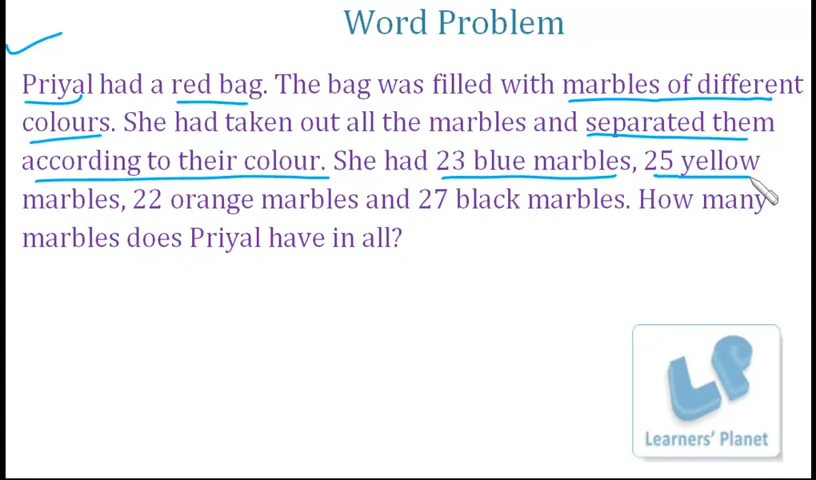 Word Problem
Priyal had a red bag. The bag was filled with marbles of different
colours. She had taken out all the marbles and separated them
according to their colour. She had 23 blue marbles, 25 yellow
marbles, 22 orange marbles and 27 black marbles. How many
marbles does Priyal have in all?
LP
Learners' Planet